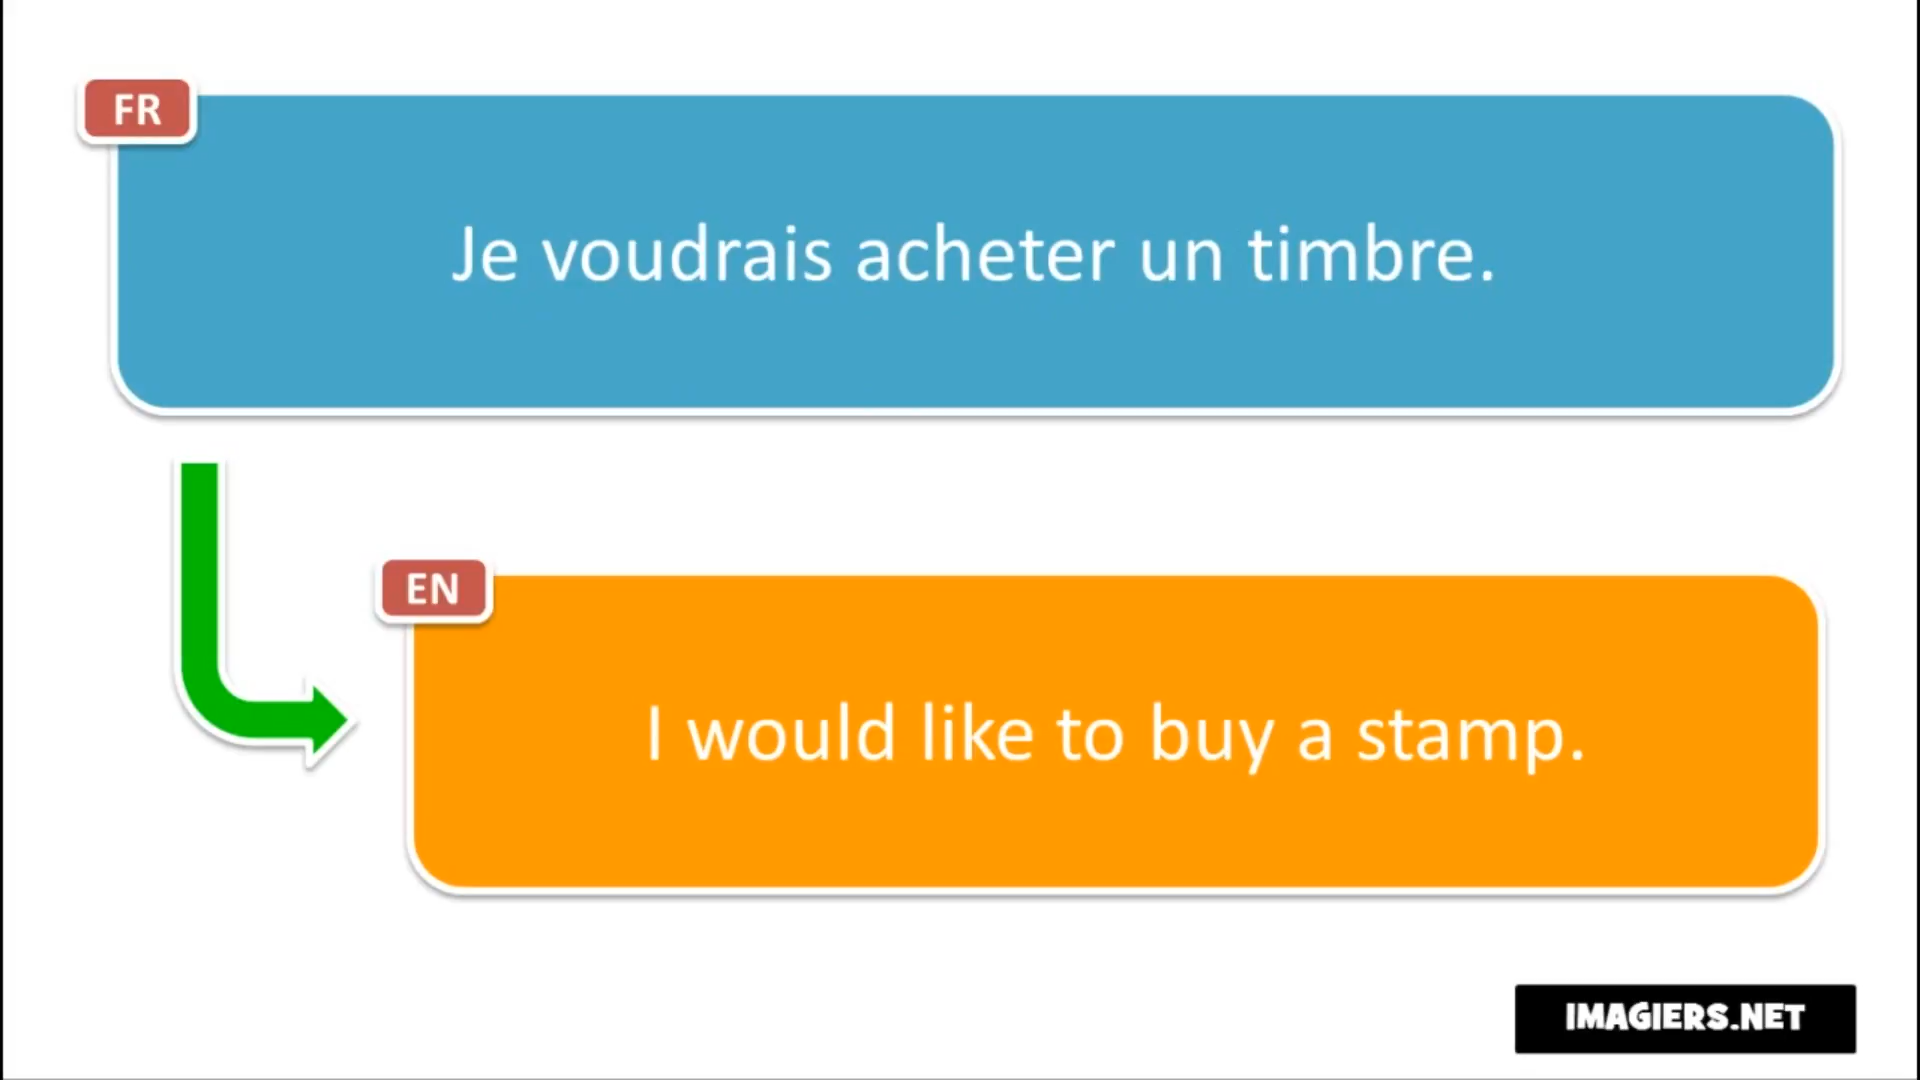 FR
Je voudrais acheter un timbre.
EN
I would like to buy a stamp.
IMAGIERS.NET